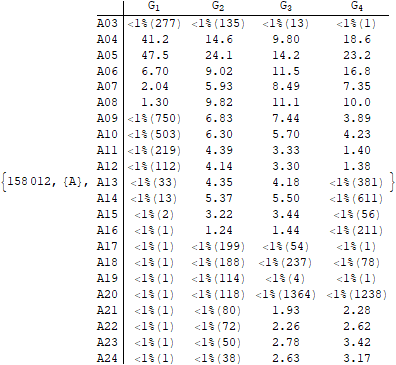 G1 G2 G3 G4
A03 <1%(277) <1%(135) <1%(13) <1%(1)
A04 41.2 14.6 9.80 18.6
A05 47.5 24.1 14.2 23.2
A06 6.70 9.02 11.5 16.8
A07 2.04 5.93 8.49 7.35
A08 1.30 9.82 11.1 10.0
A09 <1%(750) 6.83 7.44 3.89
A10 <1%(503) 6.30 5.70 4.23
A11 <1%(219) 4.39 3.33 1.40
A12 <1%(112) 4.14 3.30 1.38
{158 012, {A}, A13 <1%(33) 4.35 4.18 <1%(381) }
A14 <1%(13) 5.37 5.50 <1%(611)
A15 <1%(2) 3.22 3.44 <1%(56)
A16 <1%(1) 1.24 1.44 <1%(211)
A17 <1%(1) <1%(199) <1%(54) <1%(1)
A18 <1%(1) <1%(188) <1%(237) <1%(78)
A19 <1%(1) <1%(114) <1%(4) <1%(1)
A20 <1%(1) <1%(118) <1%(1364) <1%(1238)
A21 <1%(1) <1%(80) 1.93 2.28
A22 <1%(1) <1%(72) 2.26 2.62
A23 <1%(1) <1%(50) 2.78 3.42
A24 <1%(1) <1%(38) 2.63 3.17